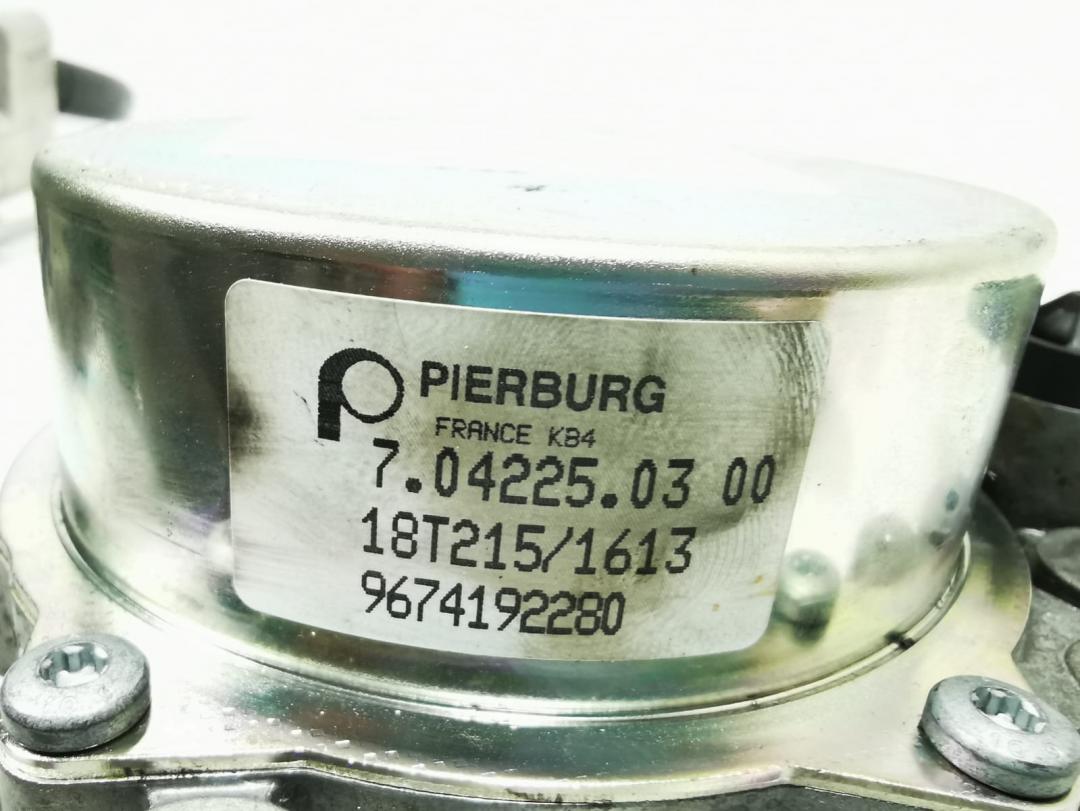 PIERBURG
FRANCE KB4
7.04225.03 00
18T215/1613
9674192280